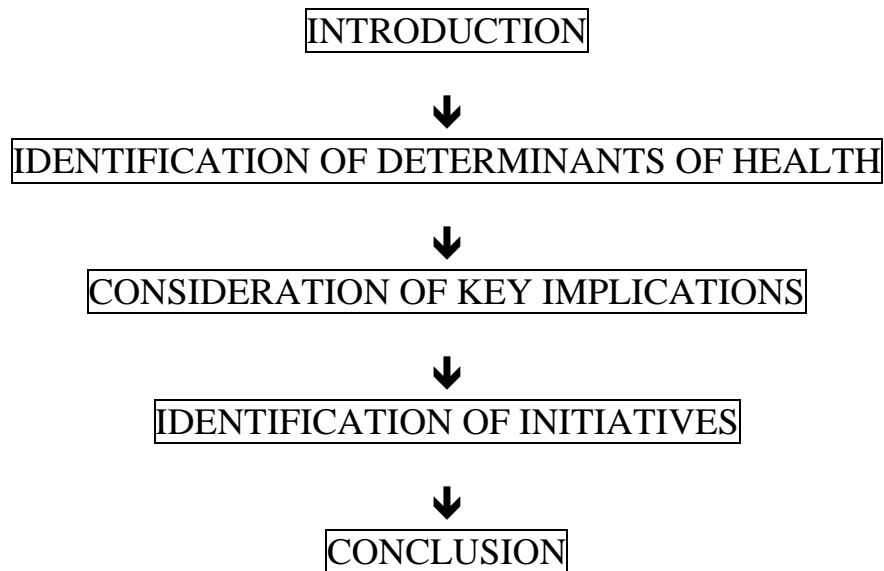 INTRODUCTION
IDENTIFICATION OF DETERMINANTS OF HEALTH
CONSIDERATION OF KEY IMPLICATIONS
IDENTIFICATION OF INITIATIVES
CONCLUSION